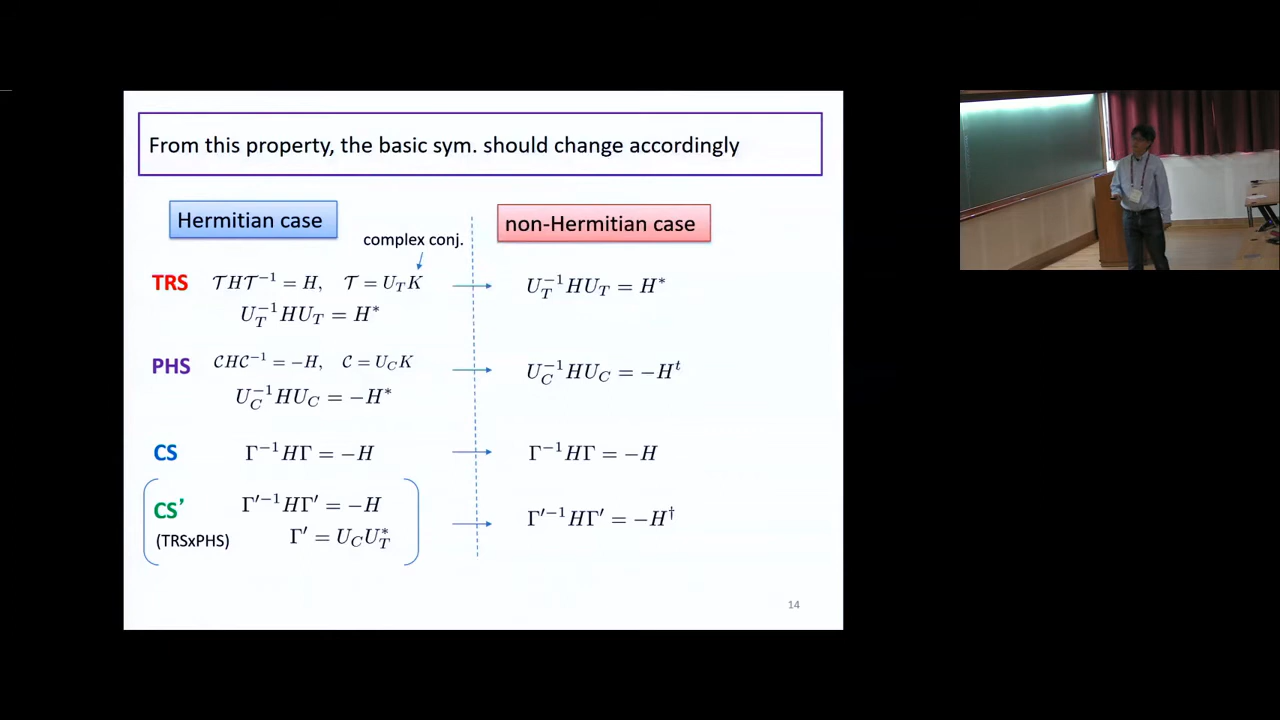 From this property, the basic sym. should change accordingly
Hermitian case
non-Hermitian case
complex conj.
TRS 𝒯H𝒯⁻¹ = H, 𝒯 = U_T K
U_T⁻¹HU_T = H*
U_T⁻¹HU_T = H*
PHS 𝒞H𝒞⁻¹ = −H, 𝒞 = U_C K
U_C⁻¹HU_C = −H*
U_C⁻¹HU_C = −Hᵗ
CS Γ⁻¹HΓ = −H
Γ⁻¹HΓ = −H
CS’ Γ′⁻¹HΓ′ = −H
(TRSxPHS) Γ′ = U_C U_T*
Γ′⁻¹HΓ′ = −H†
14